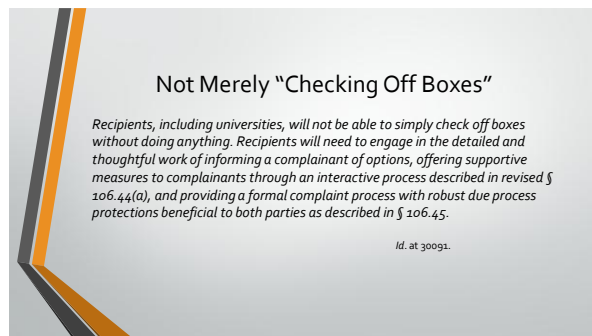 Not Merely “Checking Off Boxes”
Recipients, including universities, will not be able to simply check off boxes
without doing anything. Recipients will need to engage in the detailed and
thoughtful work of informing a complainant of options, offering supportive
measures to complainants through an interactive process described in revised §
106.44(a), and providing a formal complaint process with robust due process
protections beneficial to both parties as described in § 106.45.
Id. at 30091.